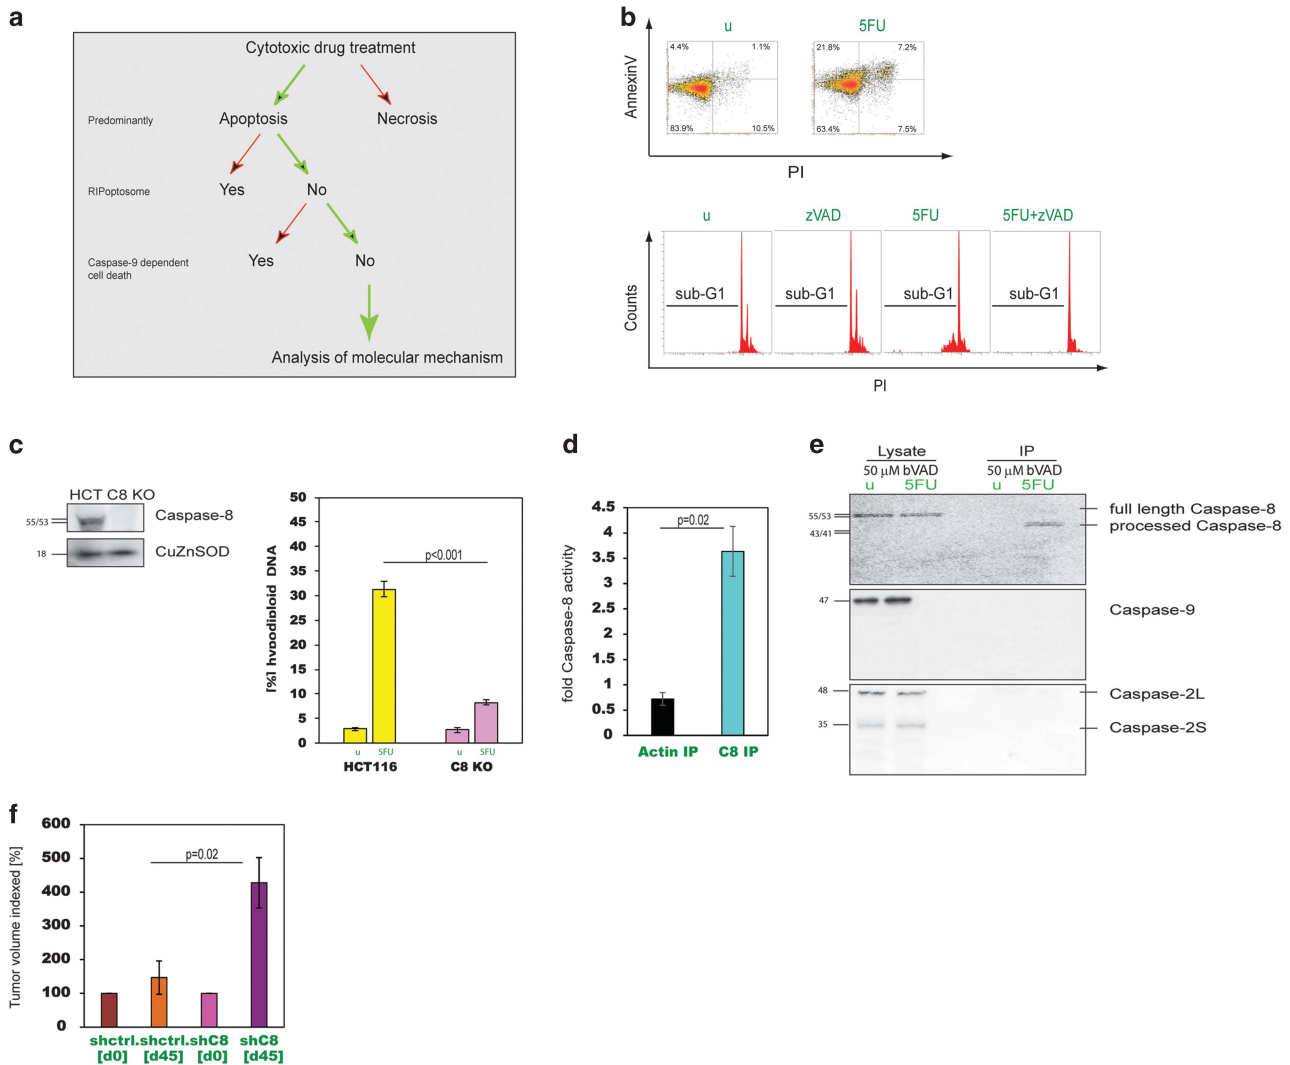 a
Cytotoxic drug treatment
Predominantly
Apoptosis
Necrosis
RIPoptosome
Yes
No
Caspase-9 dependent
cell death
Yes
No
Analysis of molecular mechanism
b
u
5FU
AnnexinV
4.4%
1.1%
83.9%
10.5%
21.8%
7.2%
63.4%
7.5%
PI
u
zVAD
5FU
5FU+zVAD
Counts
sub-G1
sub-G1
sub-G1
sub-G1
PI
c
HCT C8 KO
55/53
Caspase-8
18
CuZnSOD
[%] hypodiploid DNA
50
45
40
35
30
25
20
15
10
5
0
p<0.001
u
5FU
u
5FU
HCT116
C8 KO
d
fold Caspase-8 activity
4.5
4
3.5
3
2.5
2
1.5
1
0.5
0
p=0.02
Actin IP
C8 IP
e
Lysate
IP
50 µM bVAD
50 µM bVAD
u
5FU
u
5FU
55/53
43/41
full length Caspase-8
processed Caspase-8
47
Caspase-9
48
Caspase-2L
35
Caspase-2S
f
Tumor volume indexed [%]
600
500
400
300
200
100
0
p=0.02
shctrl.shctrl.shC8 shC8
[d0] [d45] [d0] [d45]